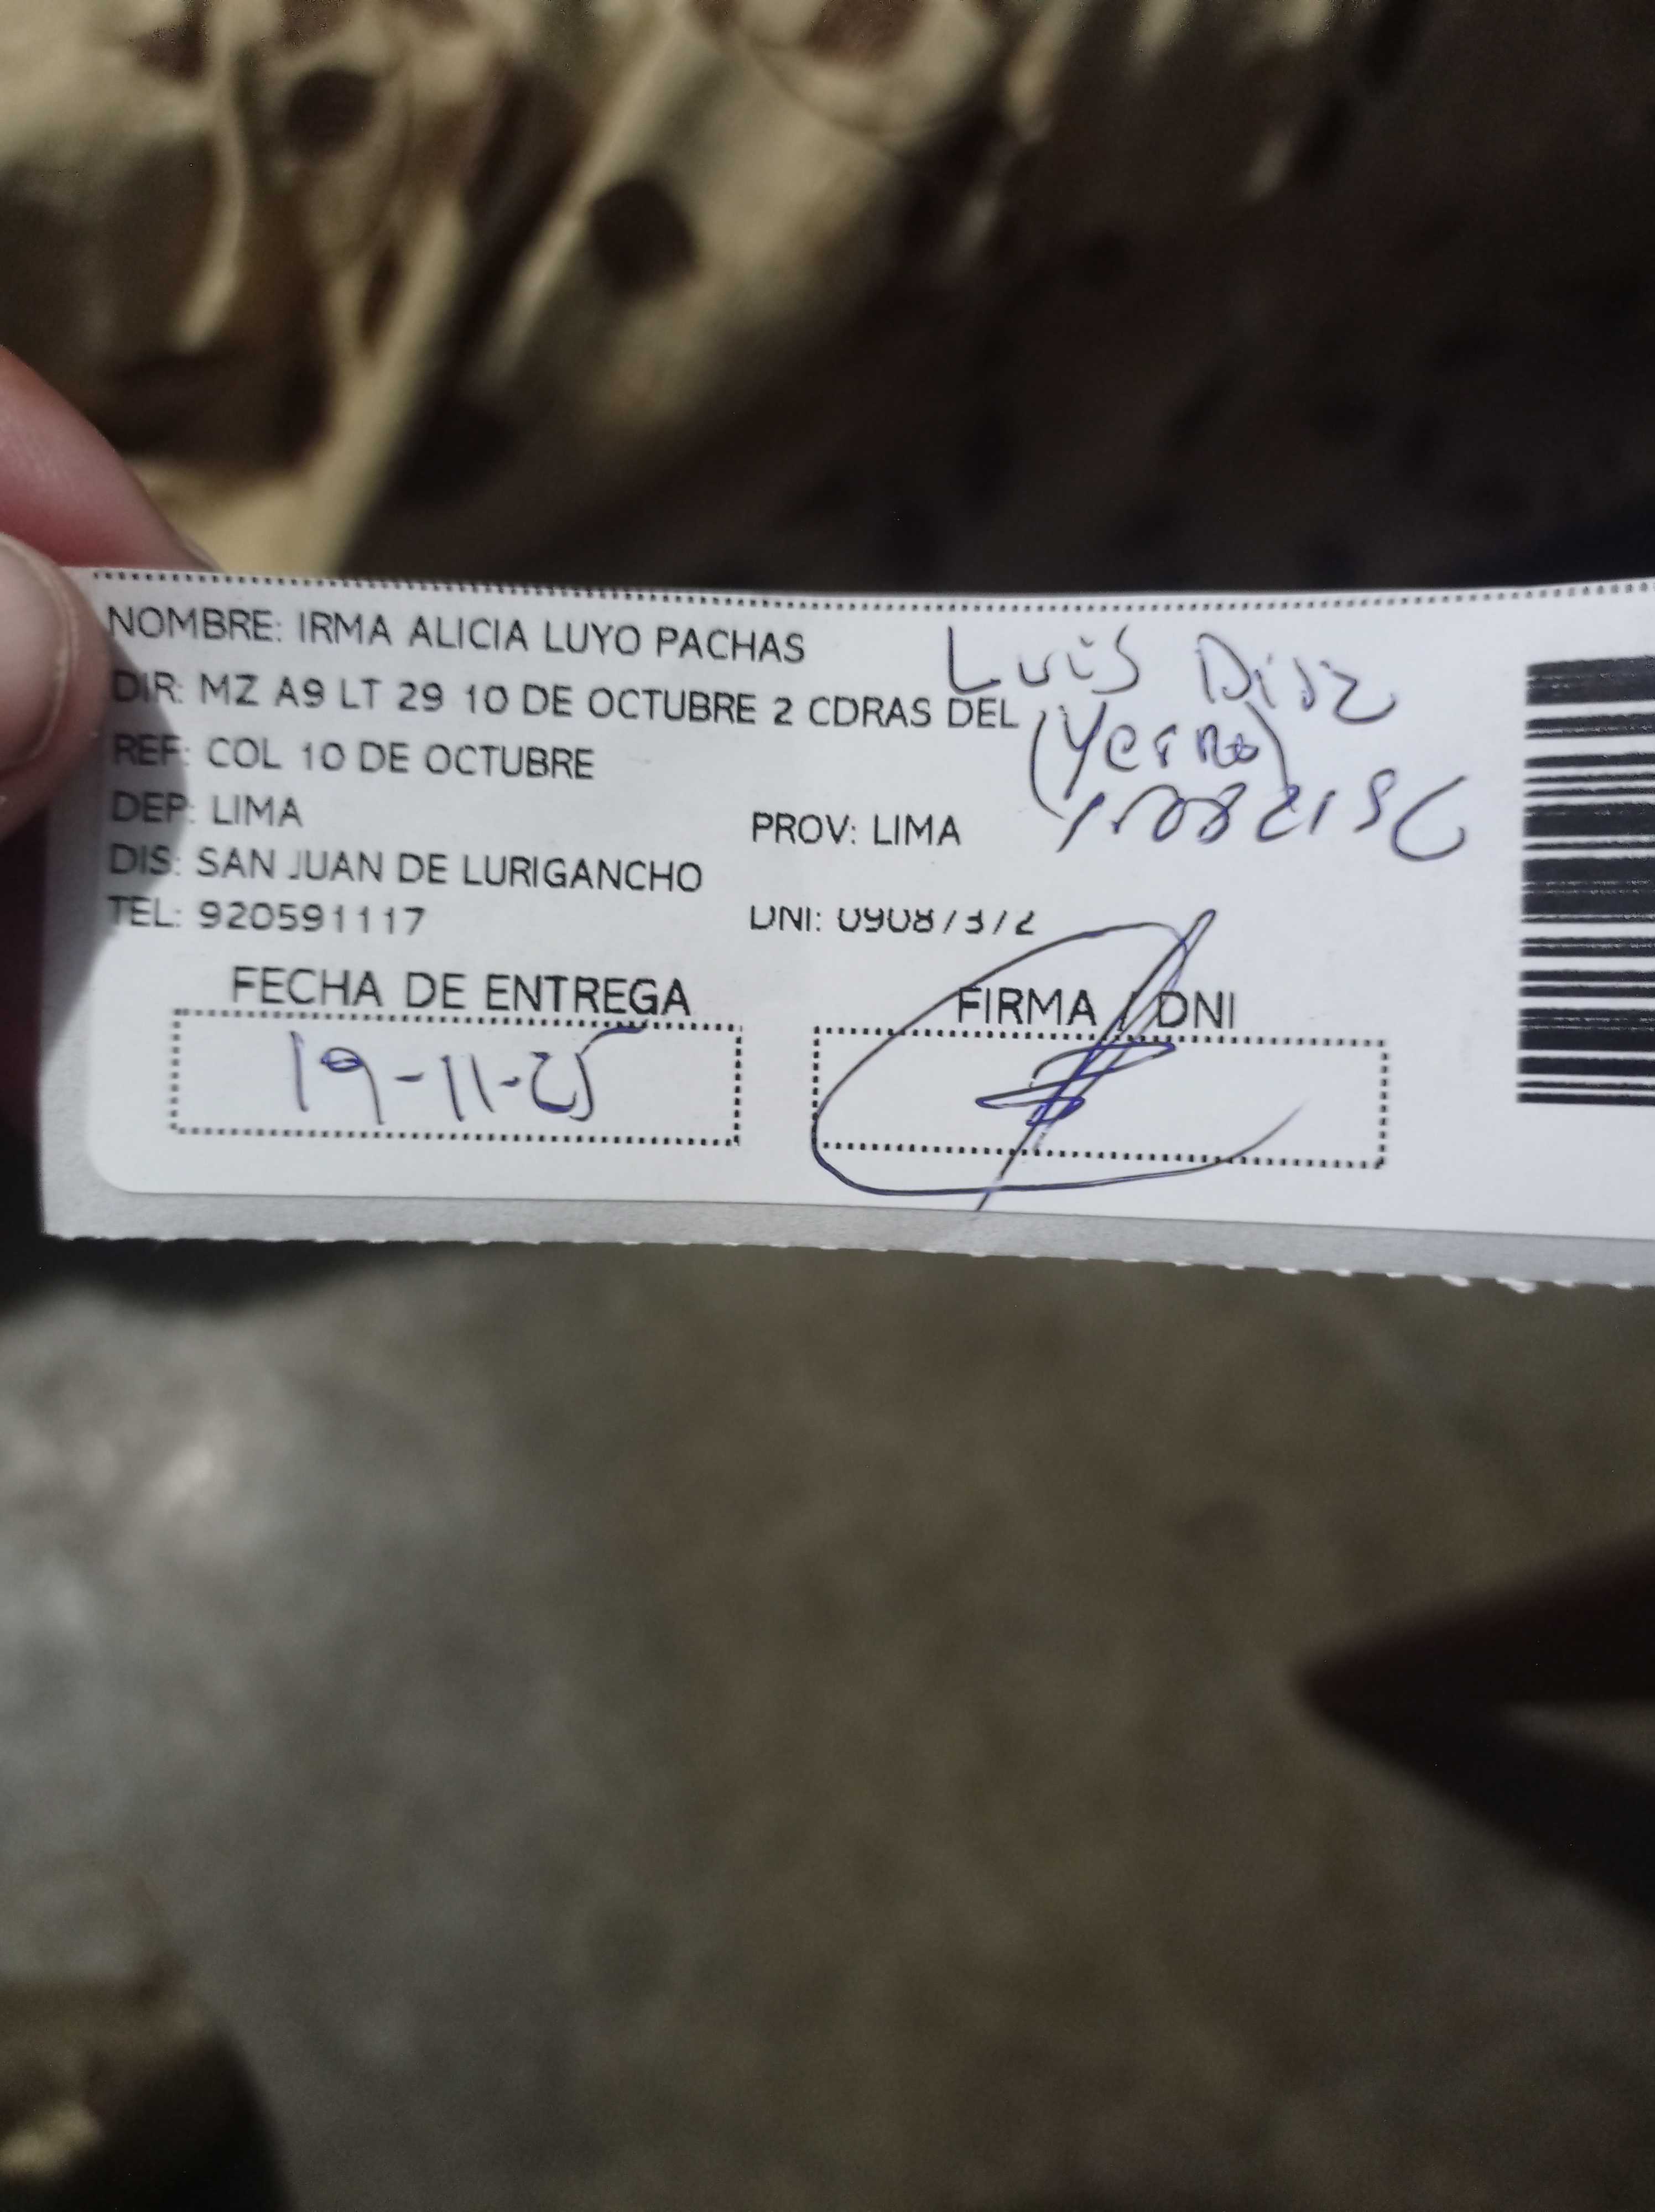 NOMBRE: IRMA ALICIA LUYO PACHAS
Luis Diaz
DIR: MZ A9 LT 29 10 DE OCTUBRE 2 CDRAS DEL
(Yerno)
REF: COL 10 DE OCTUBRE
DEP: LIMA
PROV: LIMA
DIS: SAN JUAN DE LURIGANCHO
TEL: 920591117
DNI: 09087372
FECHA DE ENTREGA
FIRMA / DNI
19-11-25